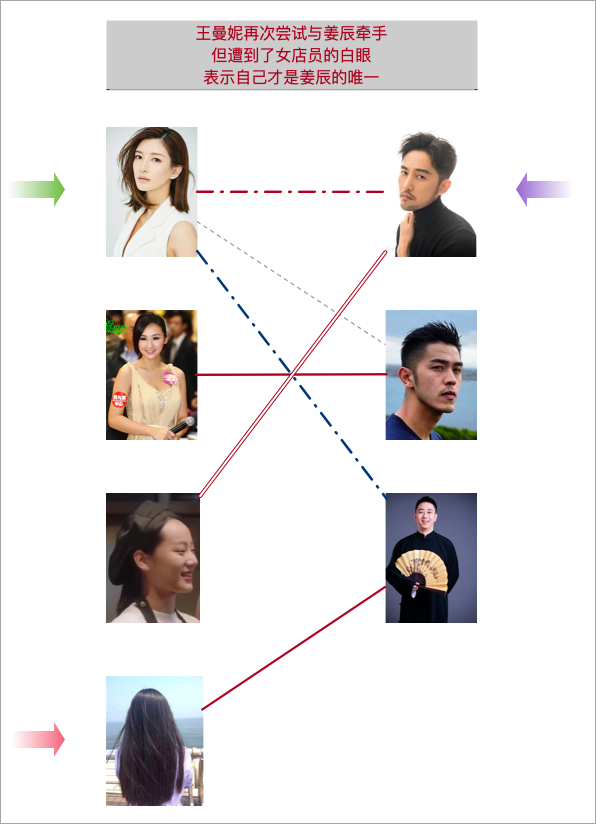 王曼妮再次尝试与姜辰牵手
但遭到了女店员的白眼
表示自己才是姜辰的唯一